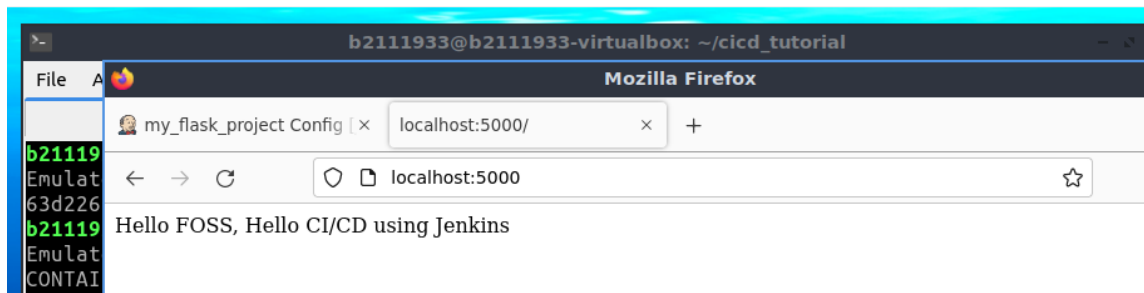 b2111933@b2111933-virtualbox: ~/cicd_tutorial
File A
Mozilla Firefox
my_flask_project Config [
localhost:5000/
localhost:5000
Hello FOSS, Hello CI/CD using Jenkins
b21119
Emulat
63d226
b21119
Emulat
CONTAI